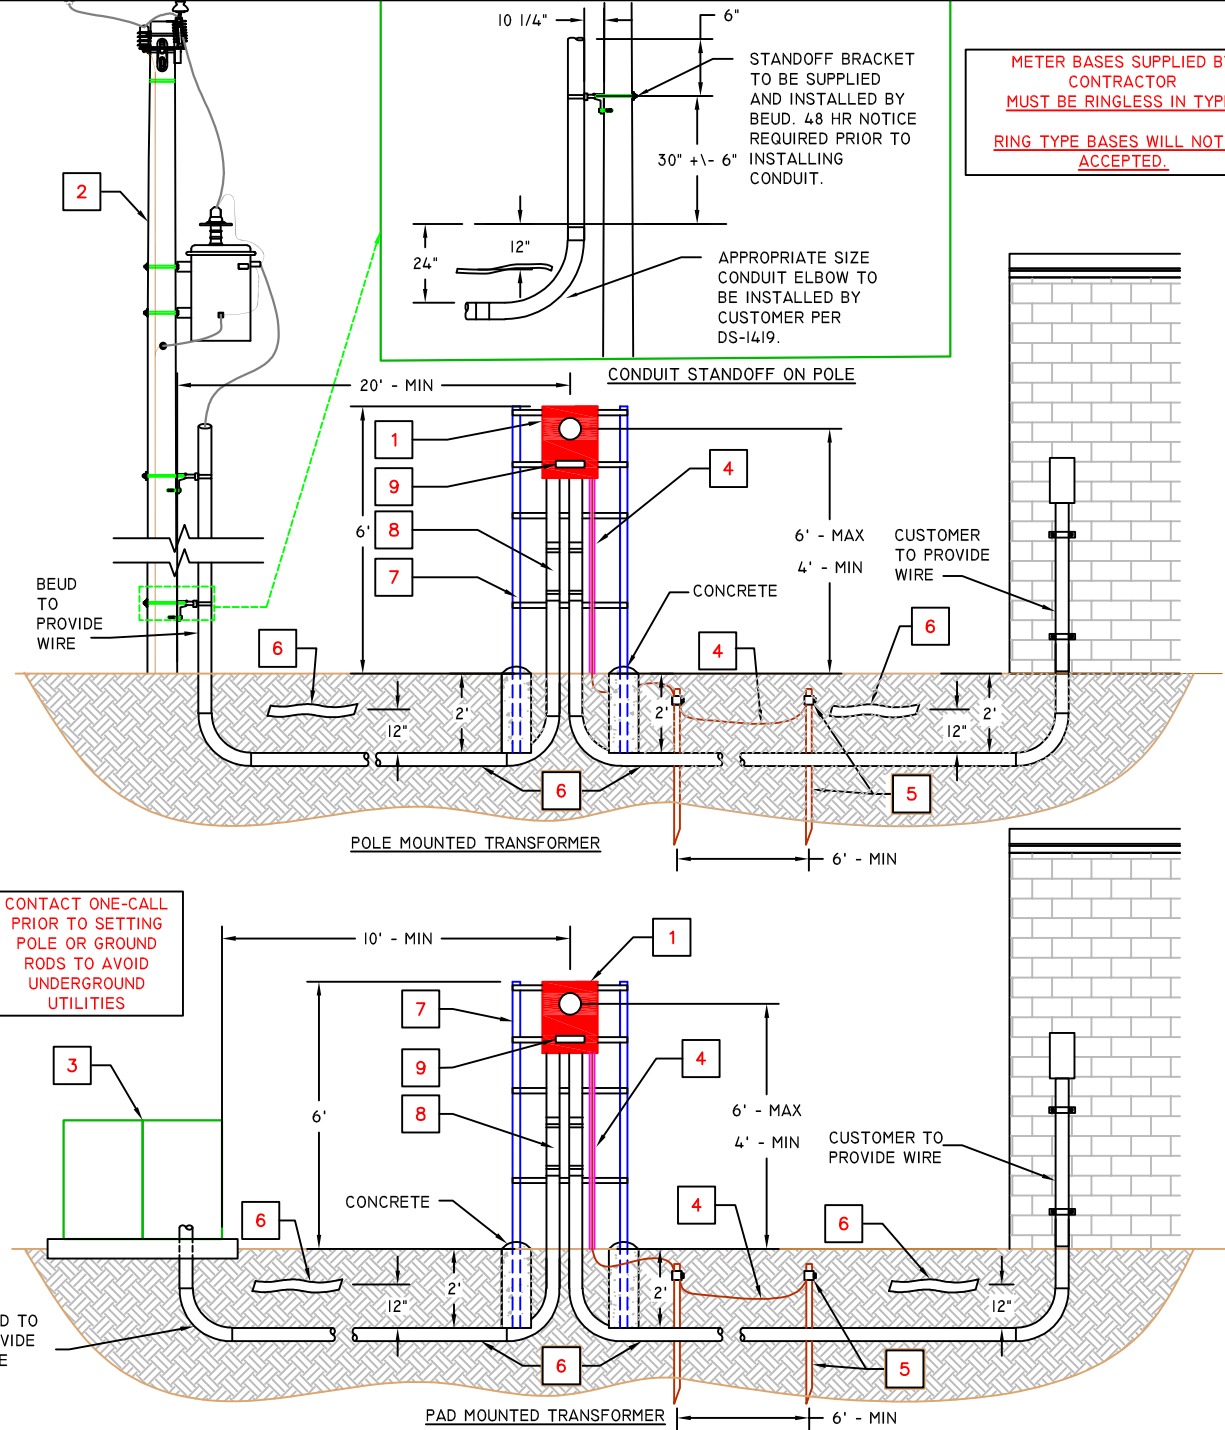 10 1/4"
6"
STANDOFF BRACKET
TO BE SUPPLIED
AND INSTALLED BY
BEUD. 48 HR NOTICE
REQUIRED PRIOR TO
INSTALLING
CONDUIT.
30" +\- 6"
12"
24"
APPROPRIATE SIZE
CONDUIT ELBOW TO
BE INSTALLED BY
CUSTOMER PER
DS-1419.
CONDUIT STANDOFF ON POLE
METER BASES SUPPLIED BY
CONTRACTOR
MUST BE RINGLESS IN TYPE
RING TYPE BASES WILL NOT
ACCEPTED.
2
20' - MIN
1
9
8
7
6'
4
6' - MAX
4' - MIN
CUSTOMER
TO PROVIDE
WIRE
CONCRETE
BEUD
TO
PROVIDE
WIRE
6
4
6
2'
12"
2'
12"
2'
6
5
POLE MOUNTED TRANSFORMER
6' - MIN
CONTACT ONE-CALL
PRIOR TO SETTING
POLE OR GROUND
RODS TO AVOID
UNDERGROUND
UTILITIES
10' - MIN
1
7
9
8
3
6'
4
6' - MAX
4' - MIN
CUSTOMER TO
PROVIDE WIRE
CONCRETE
6
4
6
2'
12"
2'
12"
D TO
VIDE
E
6
5
PAD MOUNTED TRANSFORMER
6' - MIN